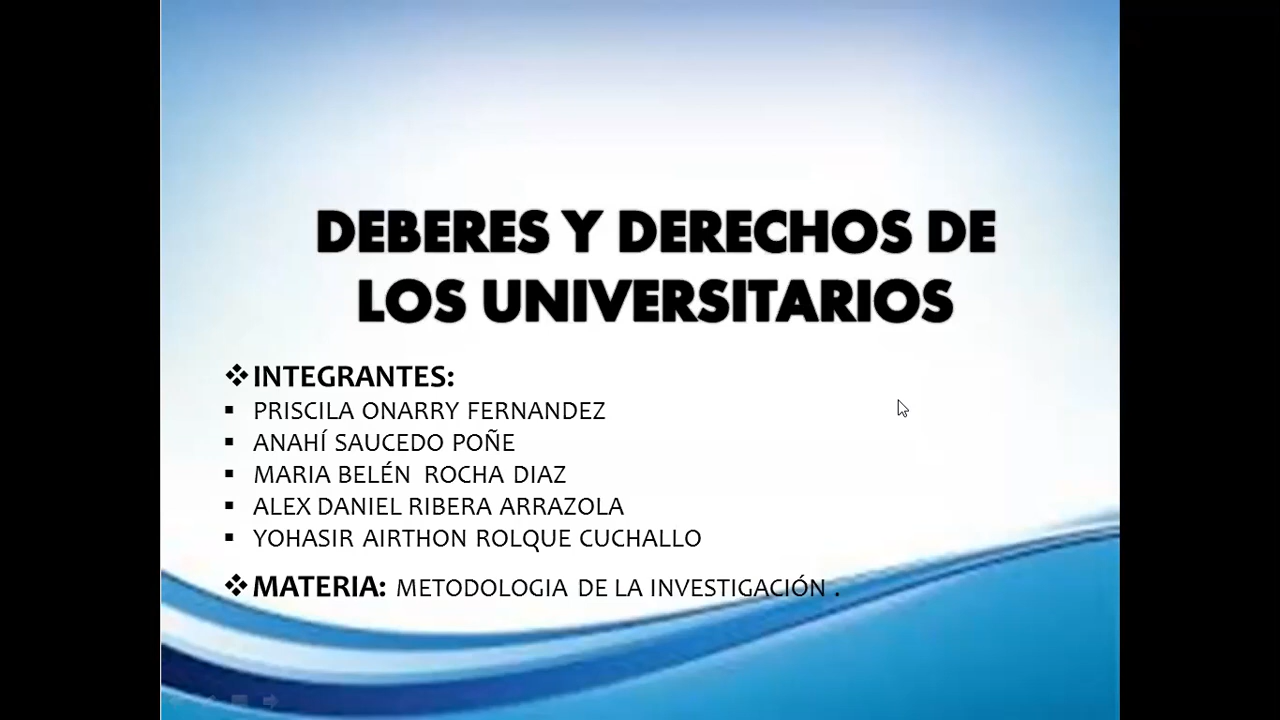 DEBERES Y DERECHOS DE
LOS UNIVERSITARIOS
❖INTEGRANTES:
▪ PRISCILA ONARRY FERNANDEZ
▪ ANAHÍ SAUCEDO POÑE
▪ MARIA BELÉN ROCHA DIAZ
▪ ALEX DANIEL RIBERA ARRAZOLA
▪ YOHASIR AIRTHON ROLQUE CUCHALLO
❖MATERIA: METODOLOGIA DE LA INVESTIGACIÓN .